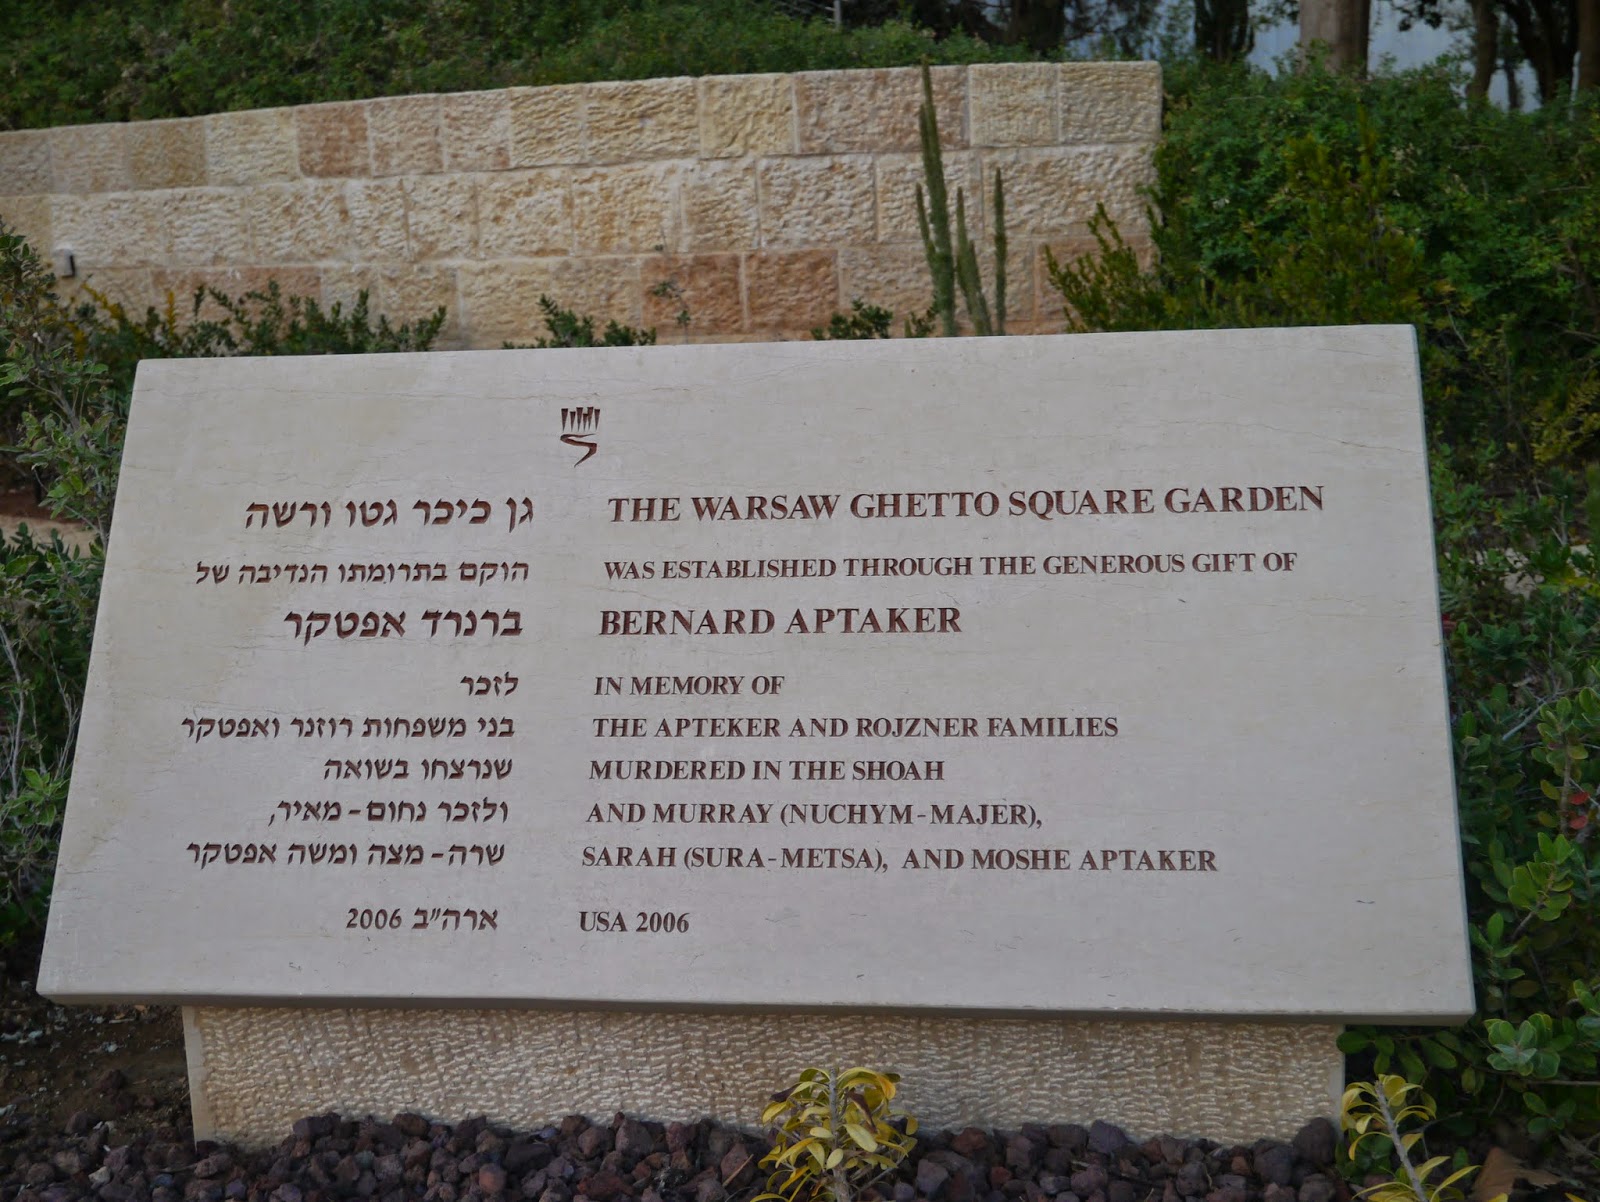 גן כיכר גטו ורשה
הוקם בתרומתו הנדיבה של
ברנרד אפטקר
לזכר
בני משפחות רוזנר ואפטקר
שנרצחו בשואה
ולזכר נחום-מאיר,
שרה-מצה ומשה אפטקר
ארה״ב 2006
THE WARSAW GHETTO SQUARE GARDEN
WAS ESTABLISHED THROUGH THE GENEROUS GIFT OF
BERNARD APTAKER
IN MEMORY OF
THE APTEKER AND ROJZNER FAMILIES
MURDERED IN THE SHOAH
AND MURRAY (NUCHYM-MAJER),
SARAH (SURA-METSA), AND MOSHE APTAKER
USA 2006